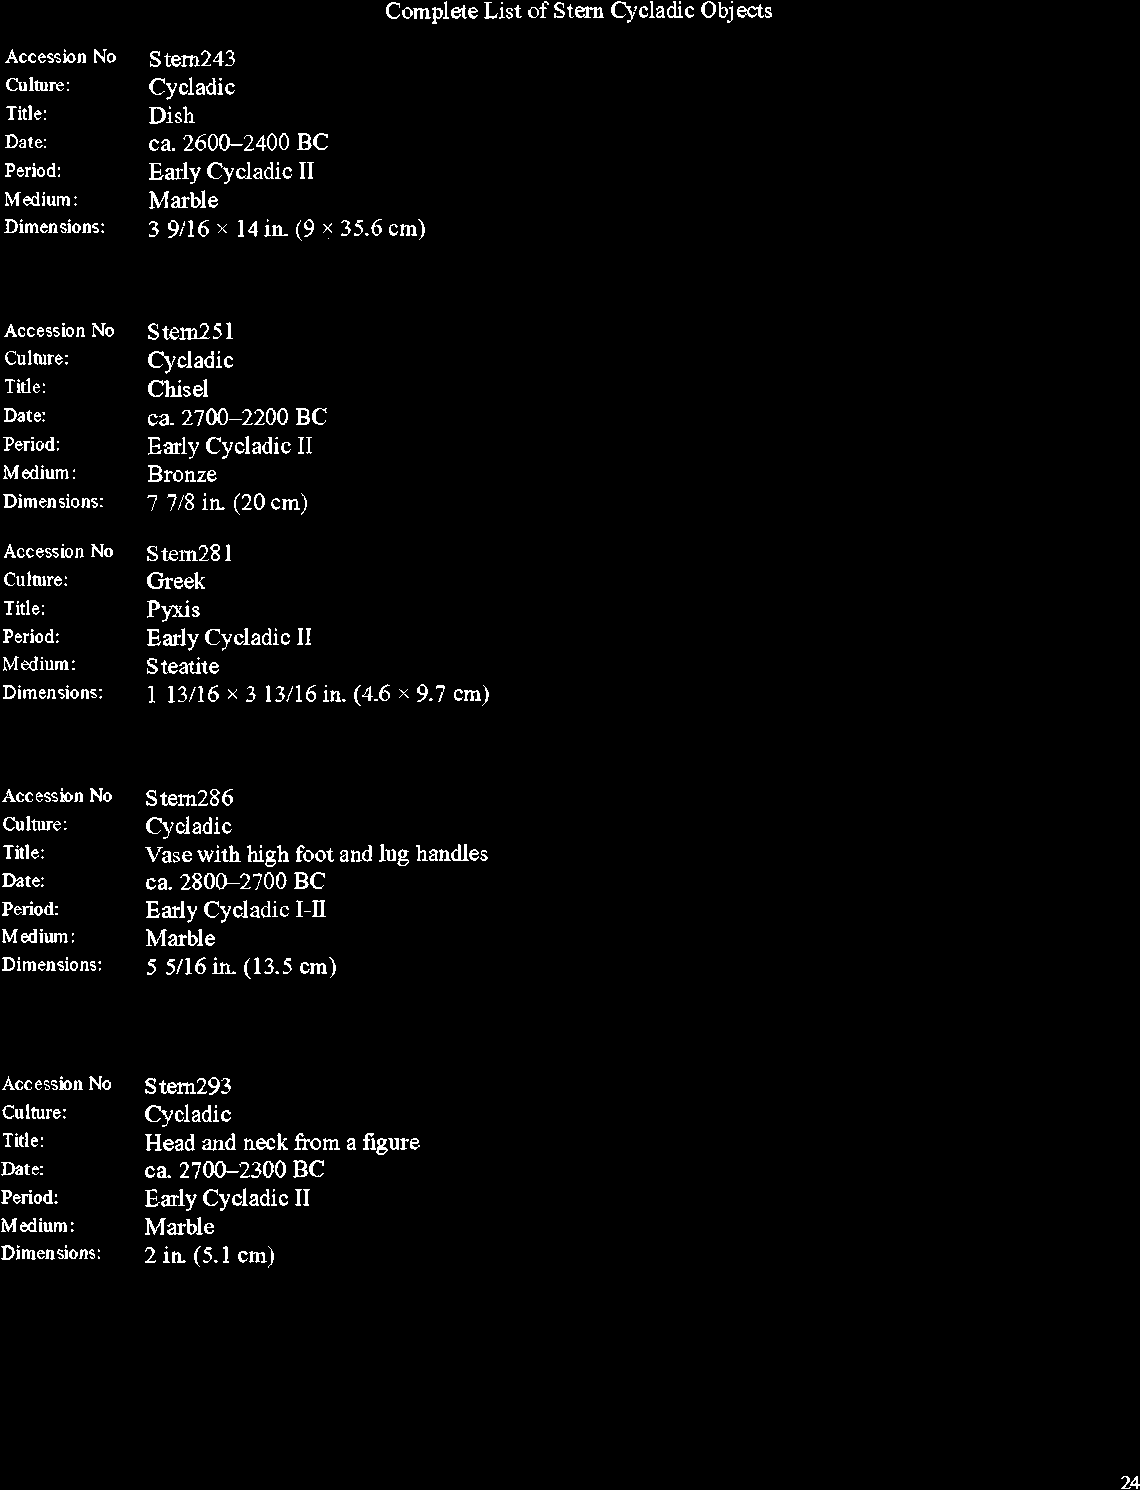 Complete List of Stern Cycladic Objects
Accession No Stern243
Culture: Cycladic
Title: Dish
Date: ca. 2600–2400 BC
Period: Early Cycladic II
Medium: Marble
Dimensions: 3 9/16 × 14 in. (9 × 35.6 cm)
Accession No Stern251
Culture: Cycladic
Title: Chisel
Date: ca. 2700–2200 BC
Period: Early Cycladic II
Medium: Bronze
Dimensions: 7 7/8 in. (20 cm)
Accession No Stern281
Culture: Greek
Title: Pyxis
Period: Early Cycladic II
Medium: Steatite
Dimensions: 1 13/16 × 3 13/16 in. (4.6 × 9.7 cm)
Accession No Stern286
Culture: Cycladic
Title: Vase with high foot and lug handles
Date: ca. 2800–2700 BC
Period: Early Cycladic I-II
Medium: Marble
Dimensions: 5 5/16 in. (13.5 cm)
Accession No Stern293
Culture: Cycladic
Title: Head and neck from a figure
Date: ca. 2700–2300 BC
Period: Early Cycladic II
Medium: Marble
Dimensions: 2 in. (5.1 cm)
24